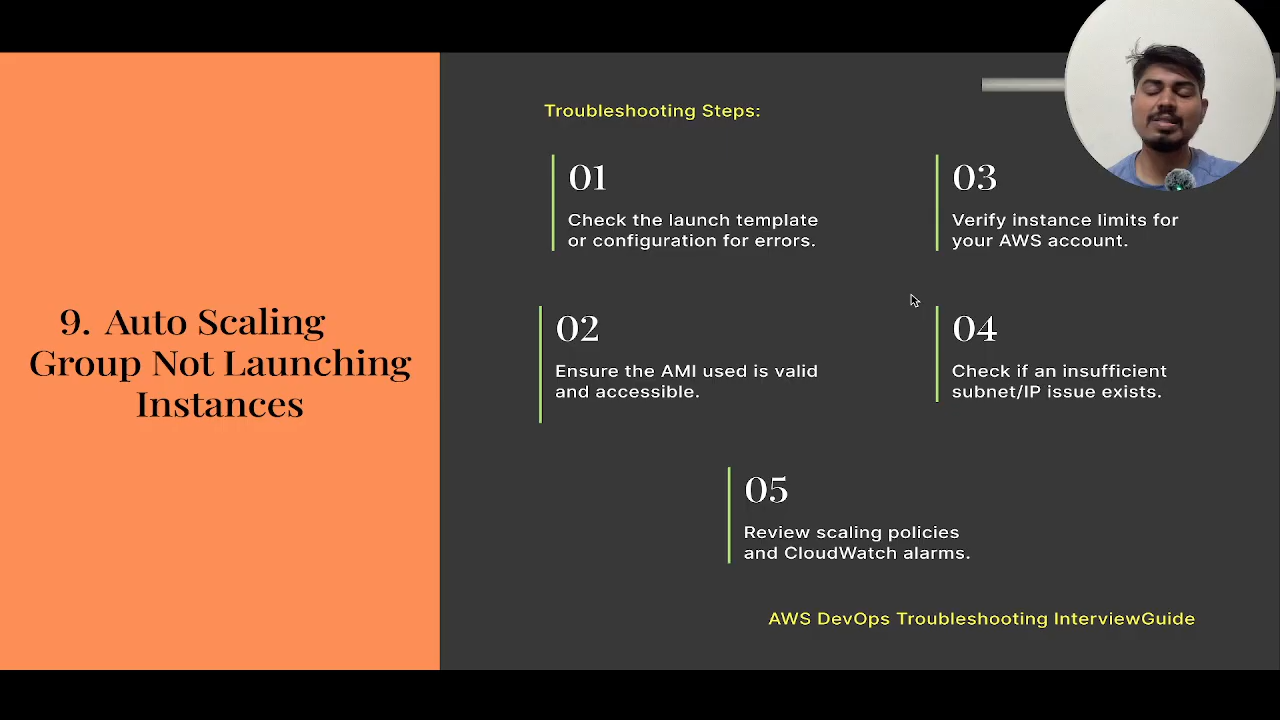 9. Auto Scaling
Group Not Launching
Instances
Troubleshooting Steps:
01
Check the launch template
or configuration for errors.
02
Ensure the AMI used is valid
and accessible.
03
Verify instance limits for
your AWS account.
04
Check if an insufficient
subnet/IP issue exists.
05
Review scaling policies
and CloudWatch alarms.
AWS DevOps Troubleshooting InterviewGuide